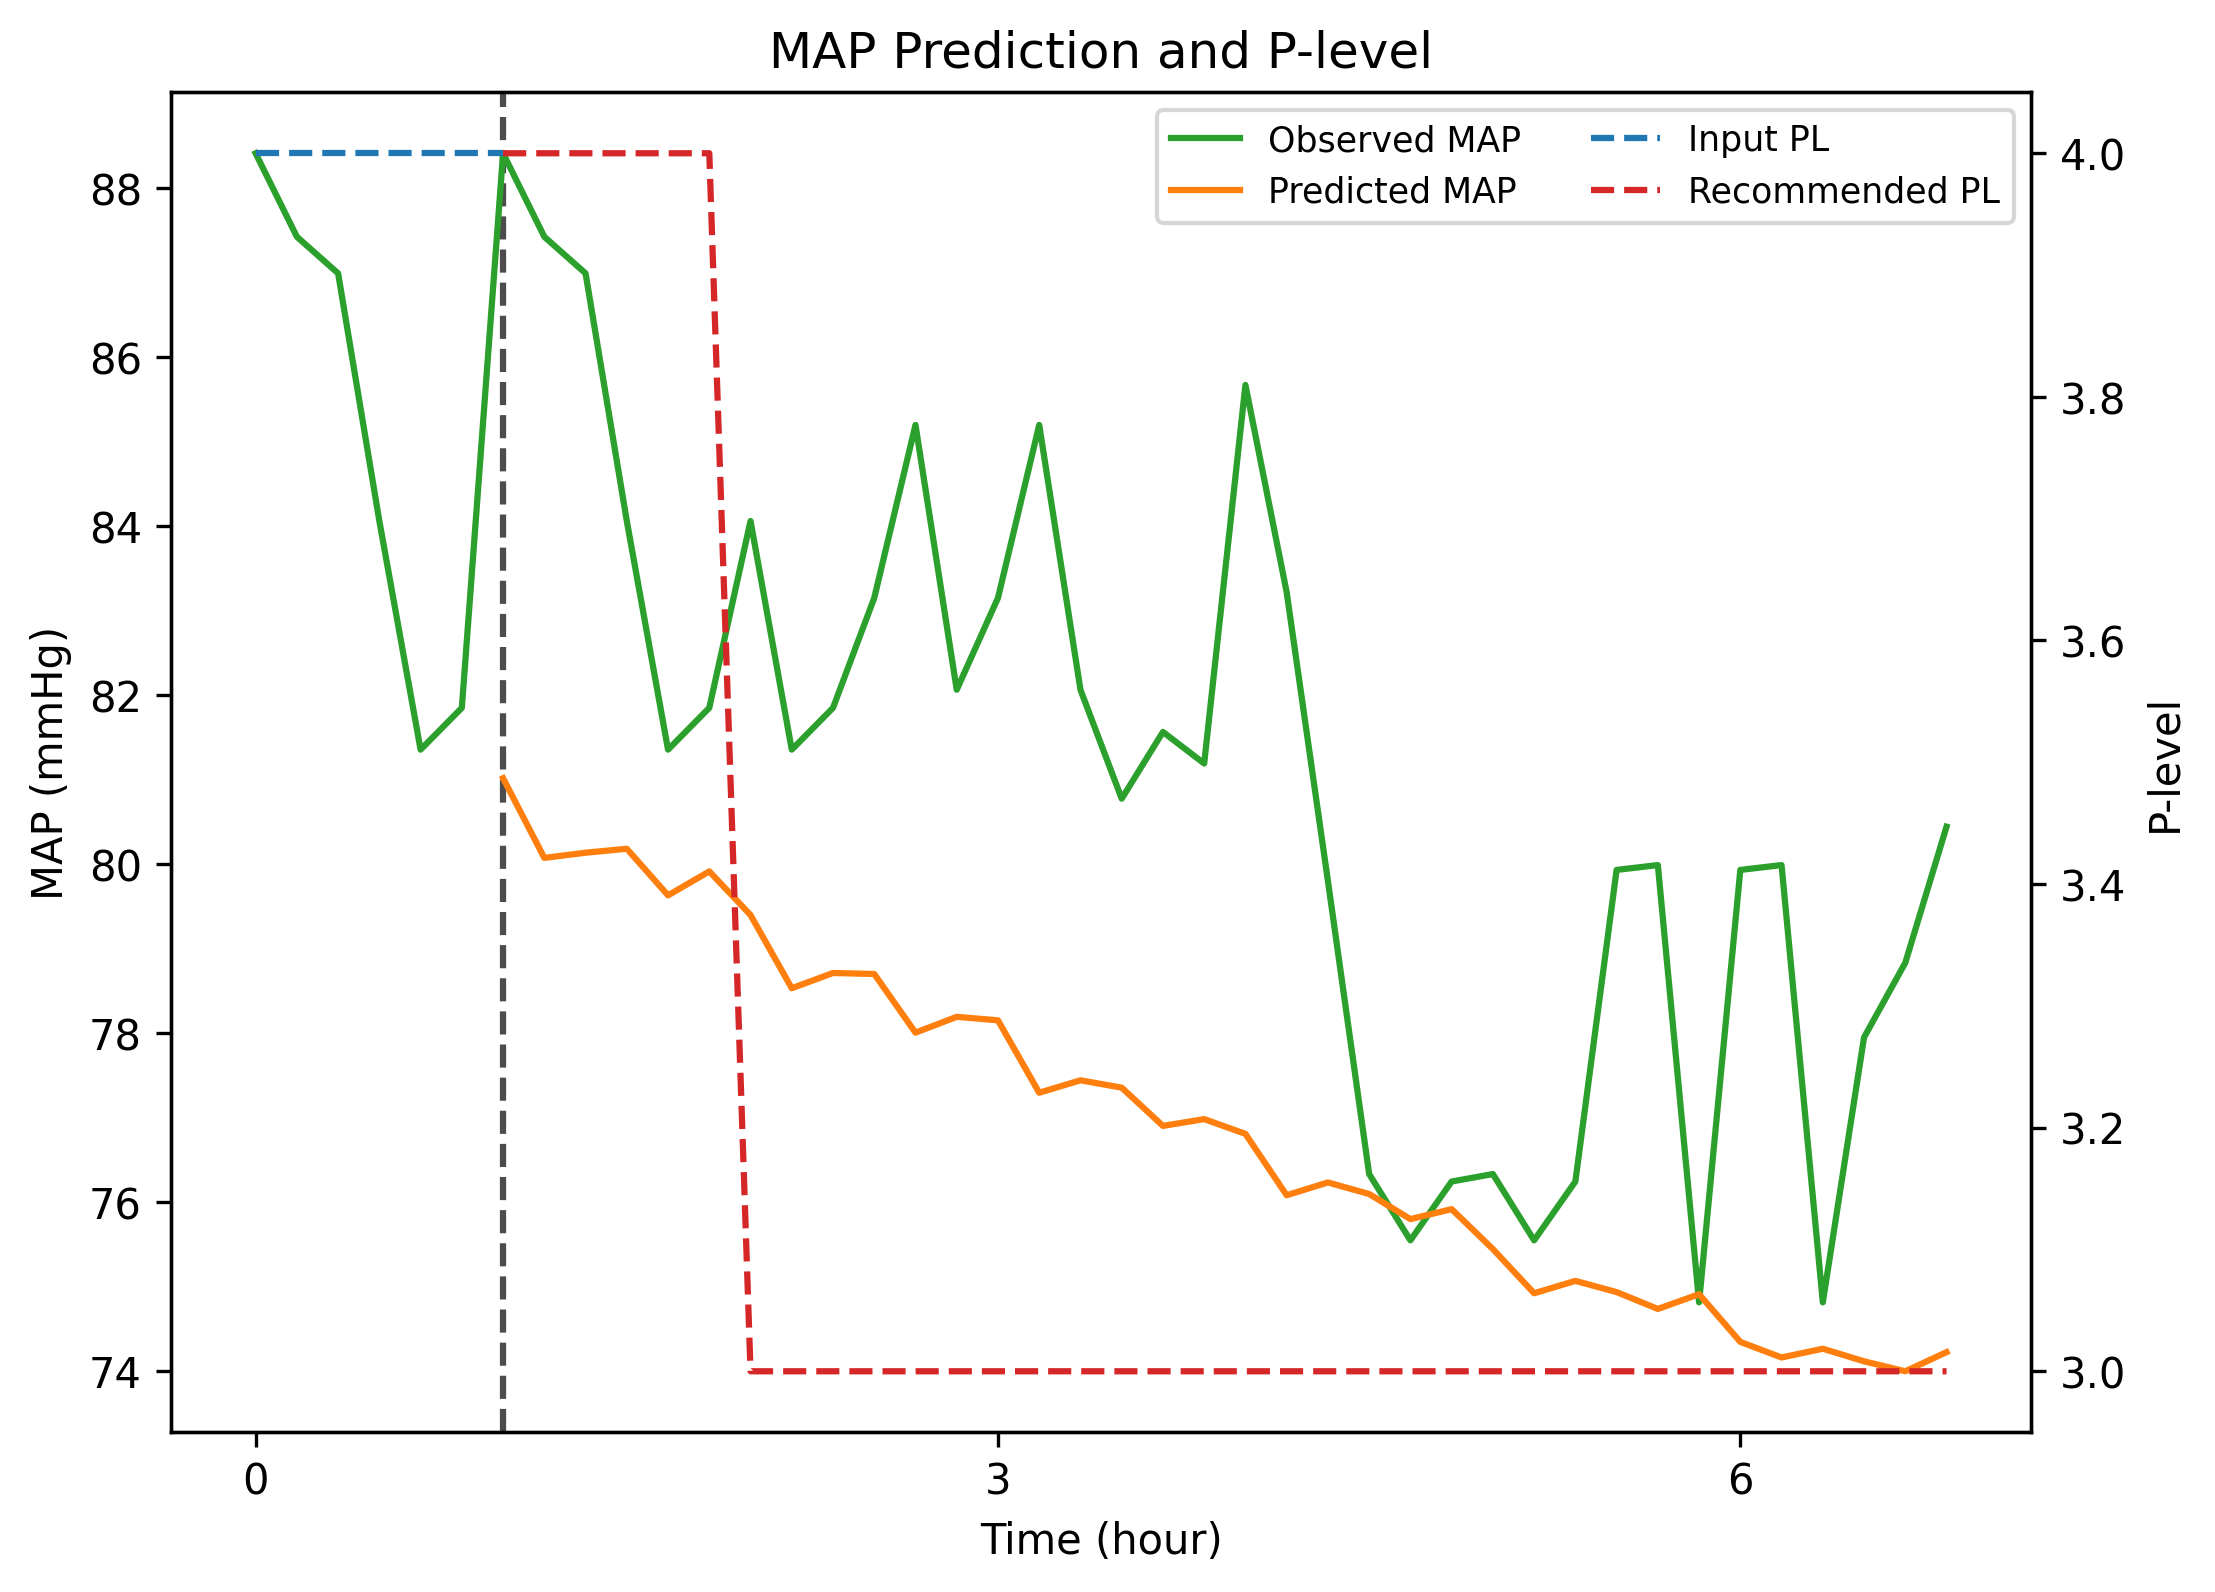 MAP Prediction and P-level
Observed MAP
Predicted MAP
Input PL
Recommended PL
MAP (mmHg)
88
86
84
82
80
78
76
74
P-level
4.0
3.8
3.6
3.4
3.2
3.0
0
3
6
Time (hour)